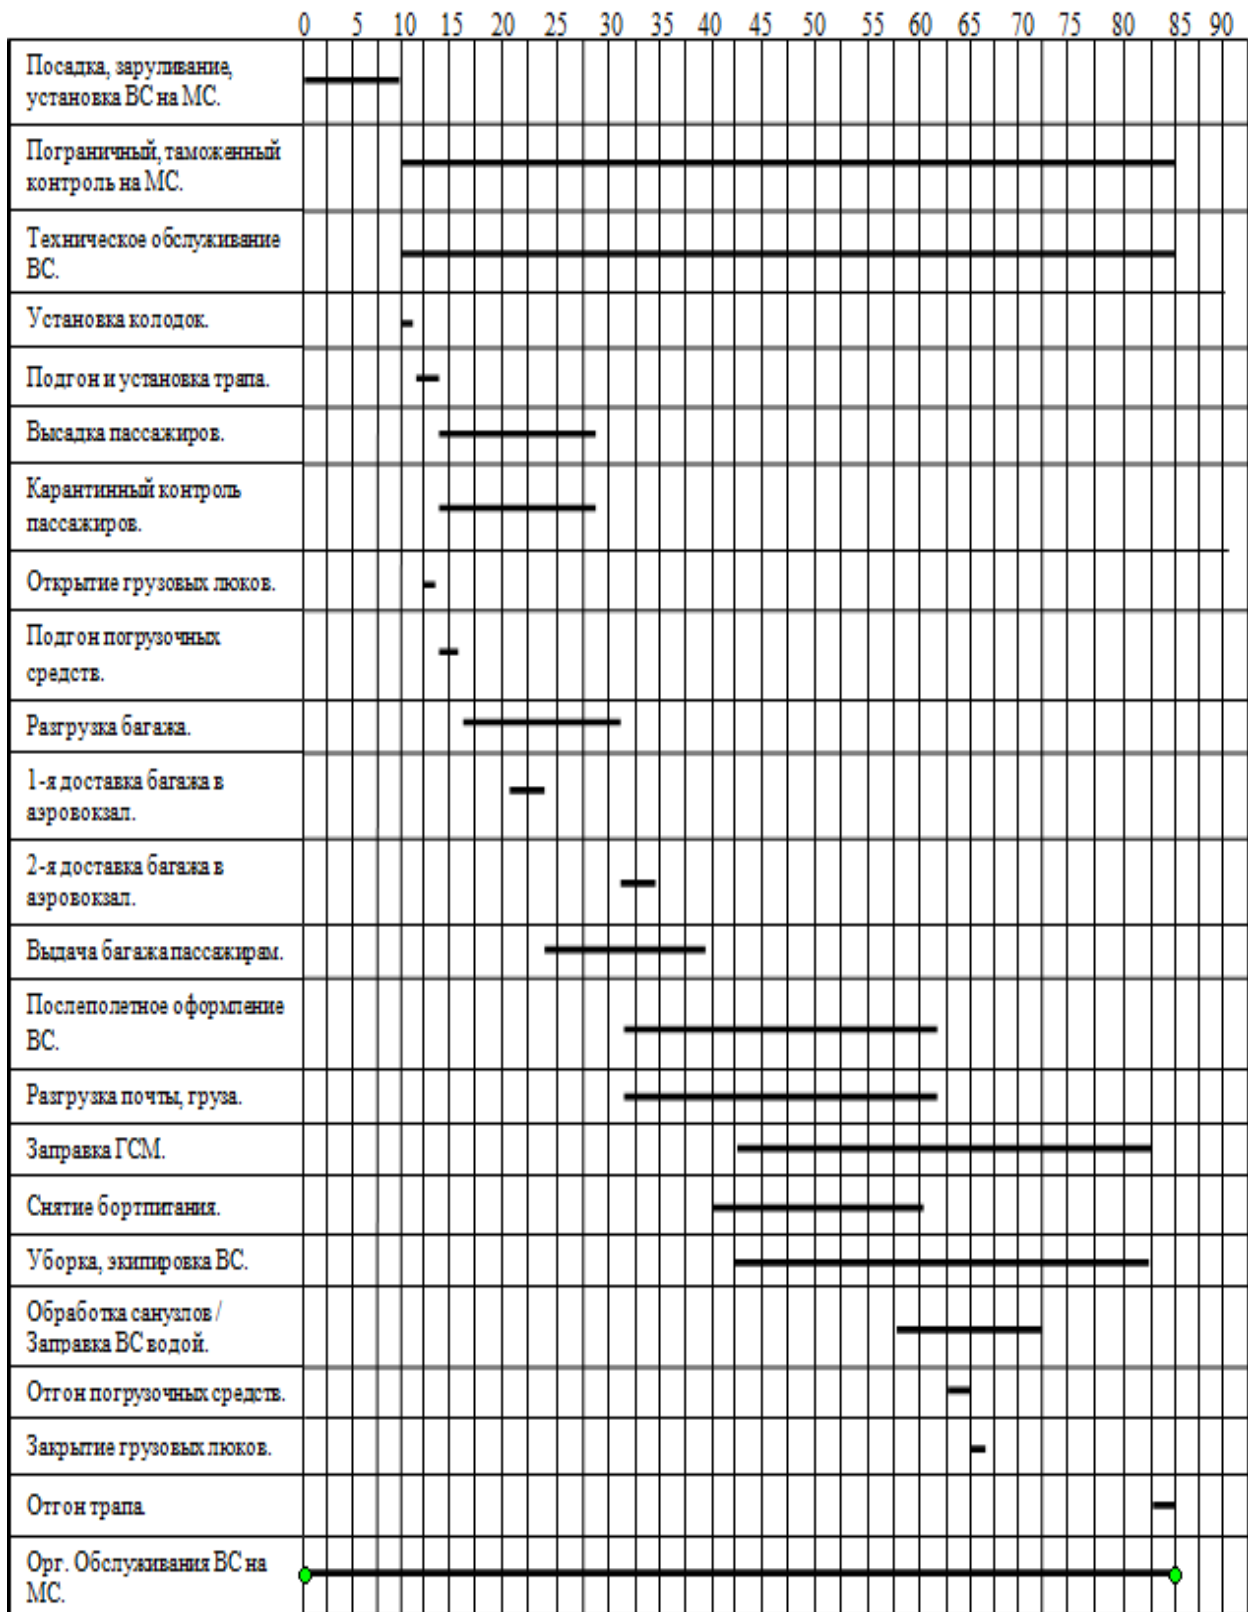 0 5 10 15 20 25 30 35 40 45 50 55 60 65 70 75 80 85 90
Посадка, заруливание,
установка ВС на МС.
Пограничный, таможенный
контроль на МС.
Техническое обслуживание
ВС.
Установка колодок.
Подгон и установка трапа.
Высадка пассажиров.
Карантинный контроль
пассажиров.
Открытие грузовых люков.
Подгон погрузочных
средств.
Разгрузка багажа.
1-я доставка багажа в
аэровокзал.
2-я доставка багажа в
аэровокзал.
Выдача багажа пассажирам.
Послеполетное оформление
ВС.
Разгрузка почты, груза.
Заправка ГСМ.
Снятие бортпитания.
Уборка, экипировка ВС.
Обработка санузлов /
Заправка ВС водой.
Отгон погрузочных средств.
Закрытие грузовых люков.
Отгон трапа
Орг. Обслуживания ВС на
МС.